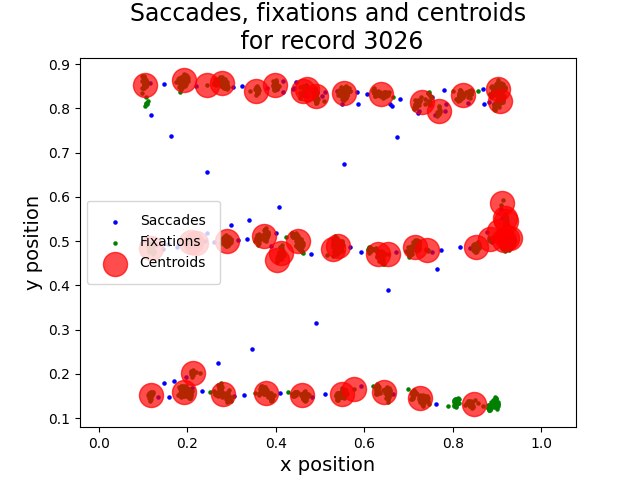 Saccades, fixations and centroids
for record 3026
y position
0.9
0.8
0.7
0.6
0.5
0.4
0.3
0.2
0.1
Saccades
Fixations
Centroids
0.0 0.2 0.4 0.6 0.8 1.0
x position